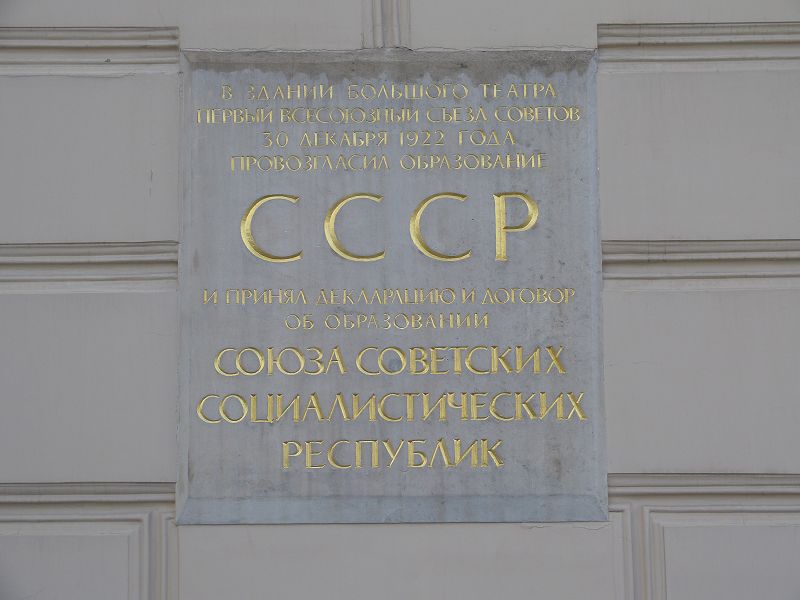 В ЗДАНИИ БОЛЬШОГО ТЕАТРА
ПЕРВЫЙ ВСЕСОЮЗНЫЙ СЪЕЗД СОВЕТОВ
30 ДЕКАБРЯ 1922 ГОДА
ПРОВОЗГЛАСИЛ ОБРАЗОВАНИЕ
СССР
И ПРИНЯЛ ДЕКЛАРАЦИЮ И ДОГОВОР
ОБ ОБРАЗОВАНИИ
СОЮЗА СОВЕТСКИХ
СОЦИАЛИСТИЧЕСКИХ
РЕСПУБЛИК